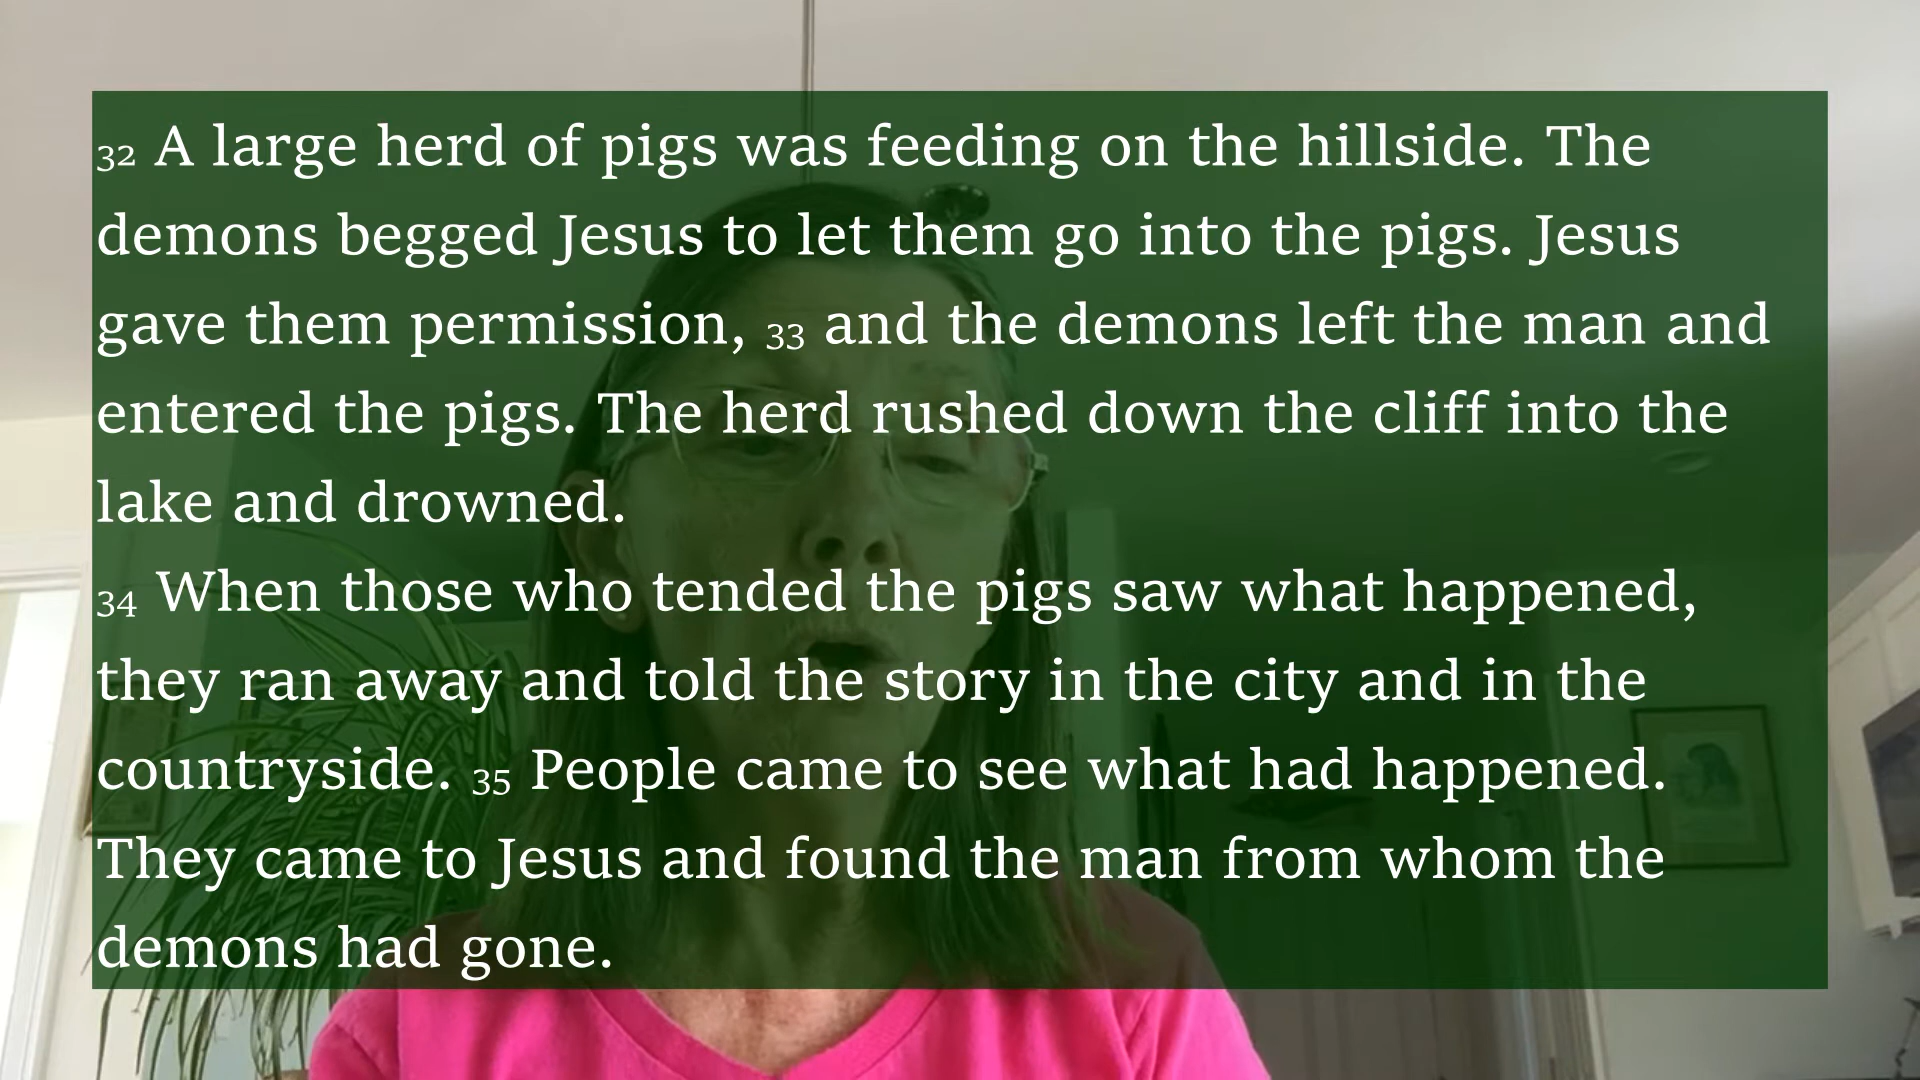 32 A large herd of pigs was feeding on the hillside. The
demons begged Jesus to let them go into the pigs. Jesus
gave them permission, 33 and the demons left the man and
entered the pigs. The herd rushed down the cliff into the
lake and drowned.
34 When those who tended the pigs saw what happened,
they ran away and told the story in the city and in the
countryside. 35 People came to see what had happened.
They came to Jesus and found the man from whom the
demons had gone.